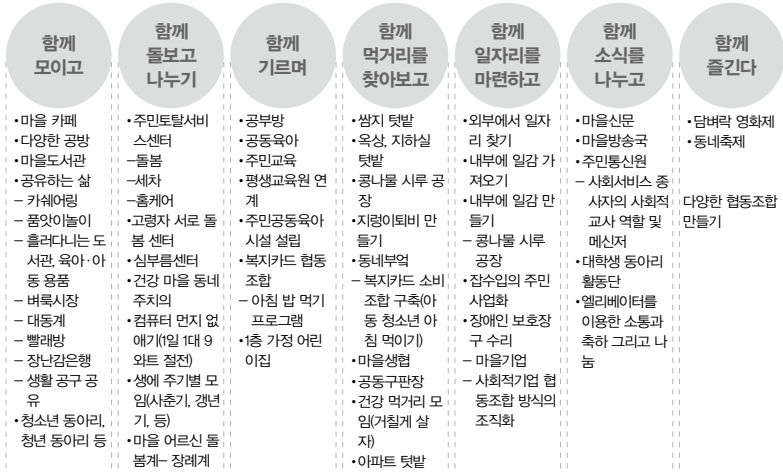 함께
모이고
•마을 카페
•다양한 공방
•마을도서관
•공유하는 삶
– 카쉐어링
– 품앗이놀이
– 흘러다니는 도
서관, 육아·아
동 용품
– 벼룩시장
– 대동계
– 빨래방
– 장난감은행
– 생활 공구 공
유
•청소년 동아리,
청년 동아리 등
함께
돌보고
나누기
•주민토탈서비
스센터
–돌봄
–세차
–홈케어
•고령자 서로 돌
봄 센터
•심부름센터
•건강 마을 동네
주치의
•컴퓨터 먼지 없
애기(1일 1대 9
와트 절전)
•생애 주기별 모
임(사춘기, 갱년
기, 등)
•마을 어르신 돌
봄계– 장례계
함께
기르며
•공부방
•공동육아
•주민교육
•평생교육원 연
계
•주민공동육아
시설 설립
•복지카드 협동
조합
– 아침 밥 먹기
프로그램
•1층 가정 어린
이집
함께
먹거리를
찾아보고
•쌈지 텃밭
•옥상, 지하실
텃밭
•콩나물 시루 공
장
•지렁이퇴비 만
들기
•동네부엌
– 복지카드 소비
조합 구축(아
동 청소년 아
침 먹이기)
•마을생협
•공동구판장
•건강 먹거리 모
임(거칠게 살
자)
•아파트 텃밭
함께
일자리를
마련하고
•외부에서 일자
리 찾기
•내부에 일감 가
져오기
•내부에 일감 만
들기
– 콩나물 시루
공장
•잡수입의 주민
사업화
•장애인 보호장
구 수리
– 마을기업
– 사회적기업 협
동조합 방식의
조직화
함께
소식을
나누고
•마을신문
•마을방송국
•주민통신원
– 사회서비스 종
사자의 사회적
교사 역할 및
메신저
•대학생 동아리
활동단
•엘리베이터를
이용한 소통과
축하 그리고 나
눔
함께
즐긴다
•담벼락 영화제
•동네축제
다양한 협동조합
만들기